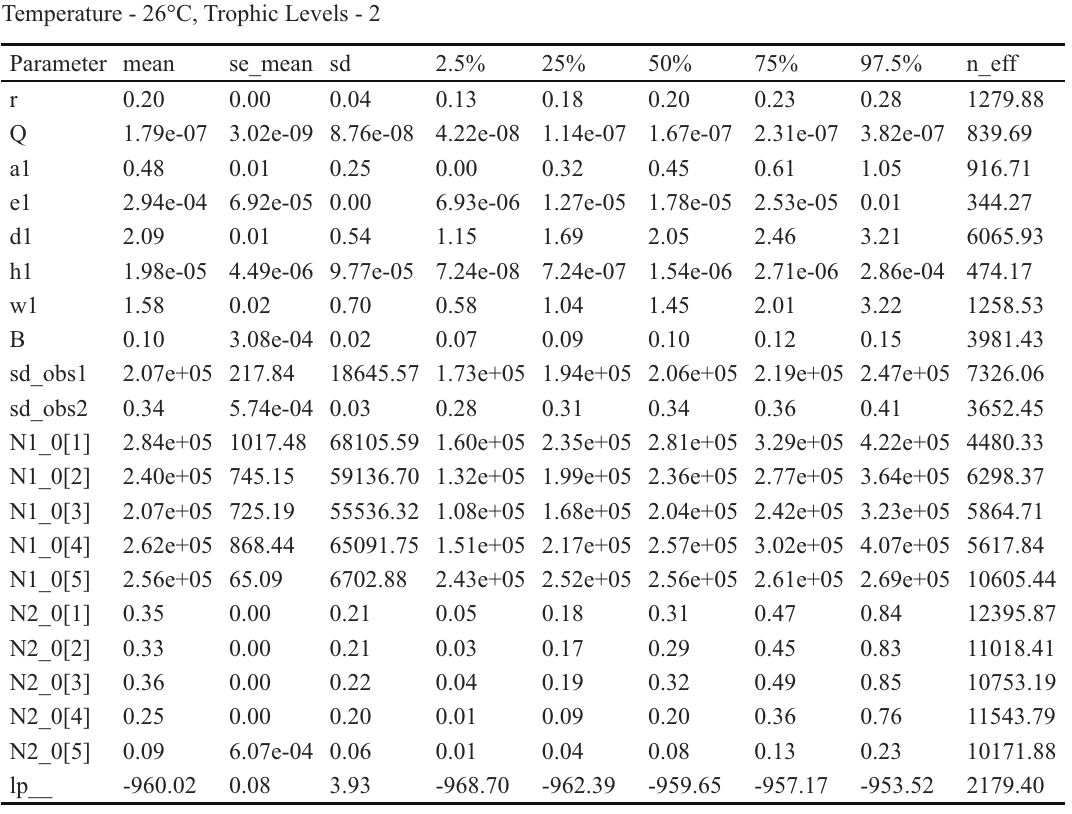 Temperature - 26°C, Trophic Levels - 2
Parameter mean se_mean sd 2.5% 25% 50% 75% 97.5% n_eff
r 0.20 0.00 0.04 0.13 0.18 0.20 0.23 0.28 1279.88
Q 1.79e-07 3.02e-09 8.76e-08 4.22e-08 1.14e-07 1.67e-07 2.31e-07 3.82e-07 839.69
a1 0.48 0.01 0.25 0.00 0.32 0.45 0.61 1.05 916.71
e1 2.94e-04 6.92e-05 0.00 6.93e-06 1.27e-05 1.78e-05 2.53e-05 0.01 344.27
d1 2.09 0.01 0.54 1.15 1.69 2.05 2.46 3.21 6065.93
h1 1.98e-05 4.49e-06 9.77e-05 7.24e-08 7.24e-07 1.54e-06 2.71e-06 2.86e-04 474.17
w1 1.58 0.02 0.70 0.58 1.04 1.45 2.01 3.22 1258.53
B 0.10 3.08e-04 0.02 0.07 0.09 0.10 0.12 0.15 3981.43
sd_obs1 2.07e+05 217.84 18645.57 1.73e+05 1.94e+05 2.06e+05 2.19e+05 2.47e+05 7326.06
sd_obs2 0.34 5.74e-04 0.03 0.28 0.31 0.34 0.36 0.41 3652.45
N1_0[1] 2.84e+05 1017.48 68105.59 1.60e+05 2.35e+05 2.81e+05 3.29e+05 4.22e+05 4480.33
N1_0[2] 2.40e+05 745.15 59136.70 1.32e+05 1.99e+05 2.36e+05 2.77e+05 3.64e+05 6298.37
N1_0[3] 2.07e+05 725.19 55536.32 1.08e+05 1.68e+05 2.04e+05 2.42e+05 3.23e+05 5864.71
N1_0[4] 2.62e+05 868.44 65091.75 1.51e+05 2.17e+05 2.57e+05 3.02e+05 4.07e+05 5617.84
N1_0[5] 2.56e+05 65.09 6702.88 2.43e+05 2.52e+05 2.56e+05 2.61e+05 2.69e+05 10605.44
N2_0[1] 0.35 0.00 0.21 0.05 0.18 0.31 0.47 0.84 12395.87
N2_0[2] 0.33 0.00 0.21 0.03 0.17 0.29 0.45 0.83 11018.41
N2_0[3] 0.36 0.00 0.22 0.04 0.19 0.32 0.49 0.85 10753.19
N2_0[4] 0.25 0.00 0.20 0.01 0.09 0.20 0.36 0.76 11543.79
N2_0[5] 0.09 6.07e-04 0.06 0.01 0.04 0.08 0.13 0.23 10171.88
lp__ -960.02 0.08 3.93 -968.70 -962.39 -959.65 -957.17 -953.52 2179.40